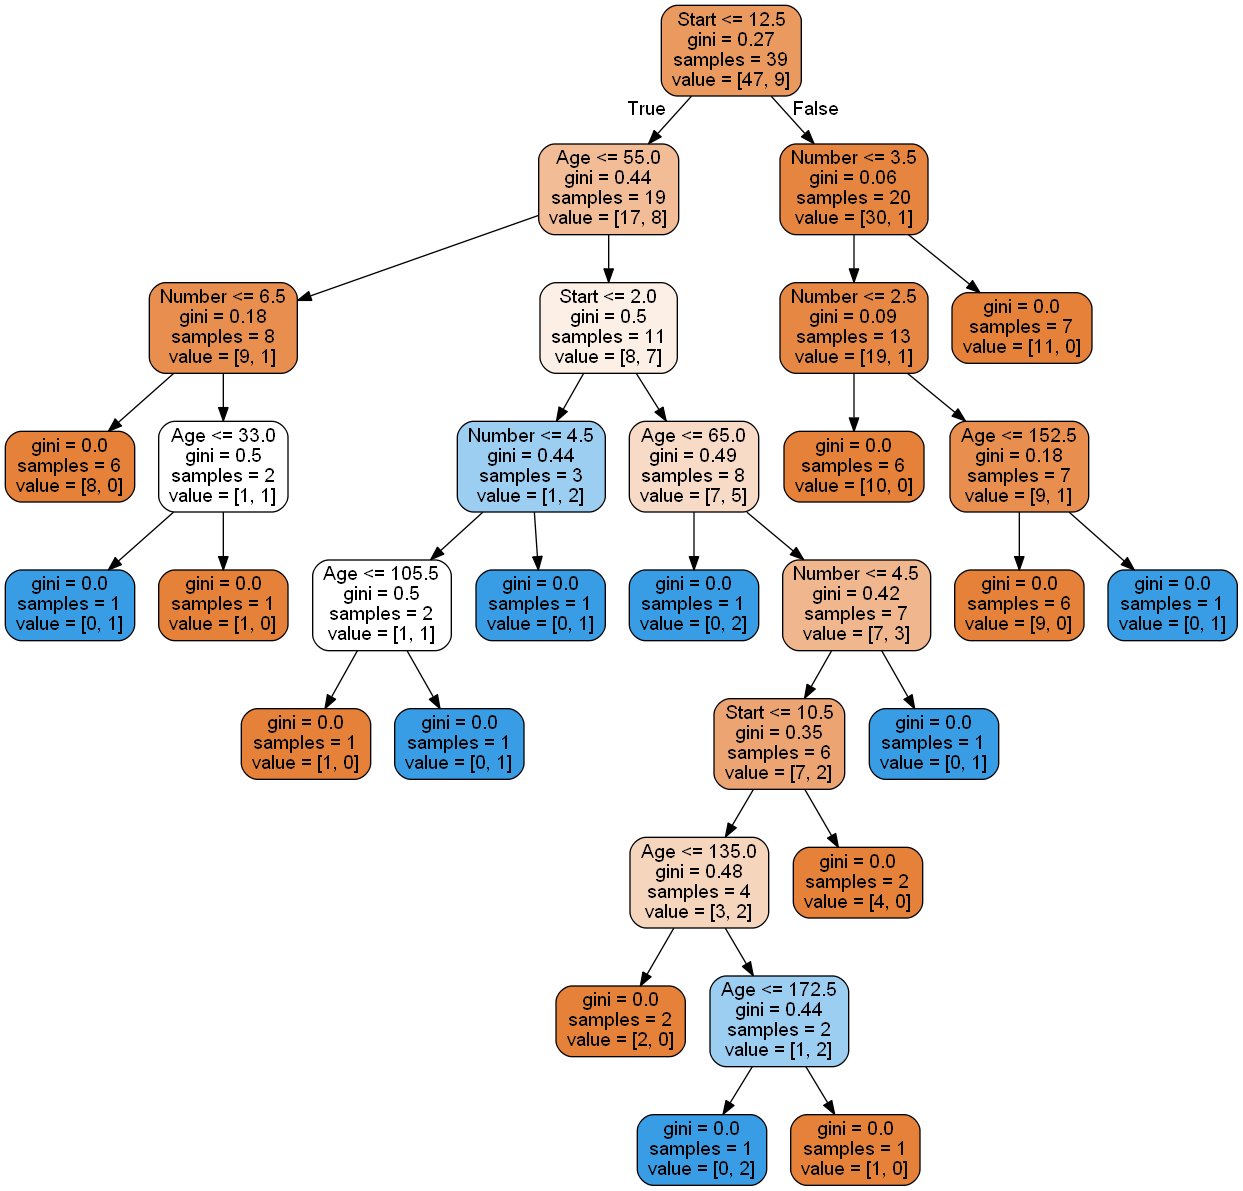 Start <= 12.5
gini = 0.27
samples = 39
value = [47, 9]
True
False
Age <= 55.0
gini = 0.44
samples = 19
value = [17, 8]
Number <= 3.5
gini = 0.06
samples = 20
value = [30, 1]
Number <= 6.5
gini = 0.18
samples = 8
value = [9, 1]
Start <= 2.0
gini = 0.5
samples = 11
value = [8, 7]
Number <= 2.5
gini = 0.09
samples = 13
value = [19, 1]
gini = 0.0
samples = 7
value = [11, 0]
gini = 0.0
samples = 6
value = [8, 0]
Age <= 33.0
gini = 0.5
samples = 2
value = [1, 1]
Number <= 4.5
gini = 0.44
samples = 3
value = [1, 2]
Age <= 65.0
gini = 0.49
samples = 8
value = [7, 5]
gini = 0.0
samples = 6
value = [10, 0]
Age <= 152.5
gini = 0.18
samples = 7
value = [9, 1]
gini = 0.0
samples = 1
value = [0, 1]
gini = 0.0
samples = 1
value = [1, 0]
Age <= 105.5
gini = 0.5
samples = 2
value = [1, 1]
gini = 0.0
samples = 1
value = [0, 1]
gini = 0.0
samples = 1
value = [0, 2]
Number <= 4.5
gini = 0.42
samples = 7
value = [7, 3]
gini = 0.0
samples = 6
value = [9, 0]
gini = 0.0
samples = 1
value = [0, 1]
gini = 0.0
samples = 1
value = [1, 0]
gini = 0.0
samples = 1
value = [0, 1]
Start <= 10.5
gini = 0.35
samples = 6
value = [7, 2]
gini = 0.0
samples = 1
value = [0, 1]
Age <= 135.0
gini = 0.48
samples = 4
value = [3, 2]
gini = 0.0
samples = 2
value = [4, 0]
gini = 0.0
samples = 2
value = [2, 0]
Age <= 172.5
gini = 0.44
samples = 2
value = [1, 2]
gini = 0.0
samples = 1
value = [0, 2]
gini = 0.0
samples = 1
value = [1, 0]